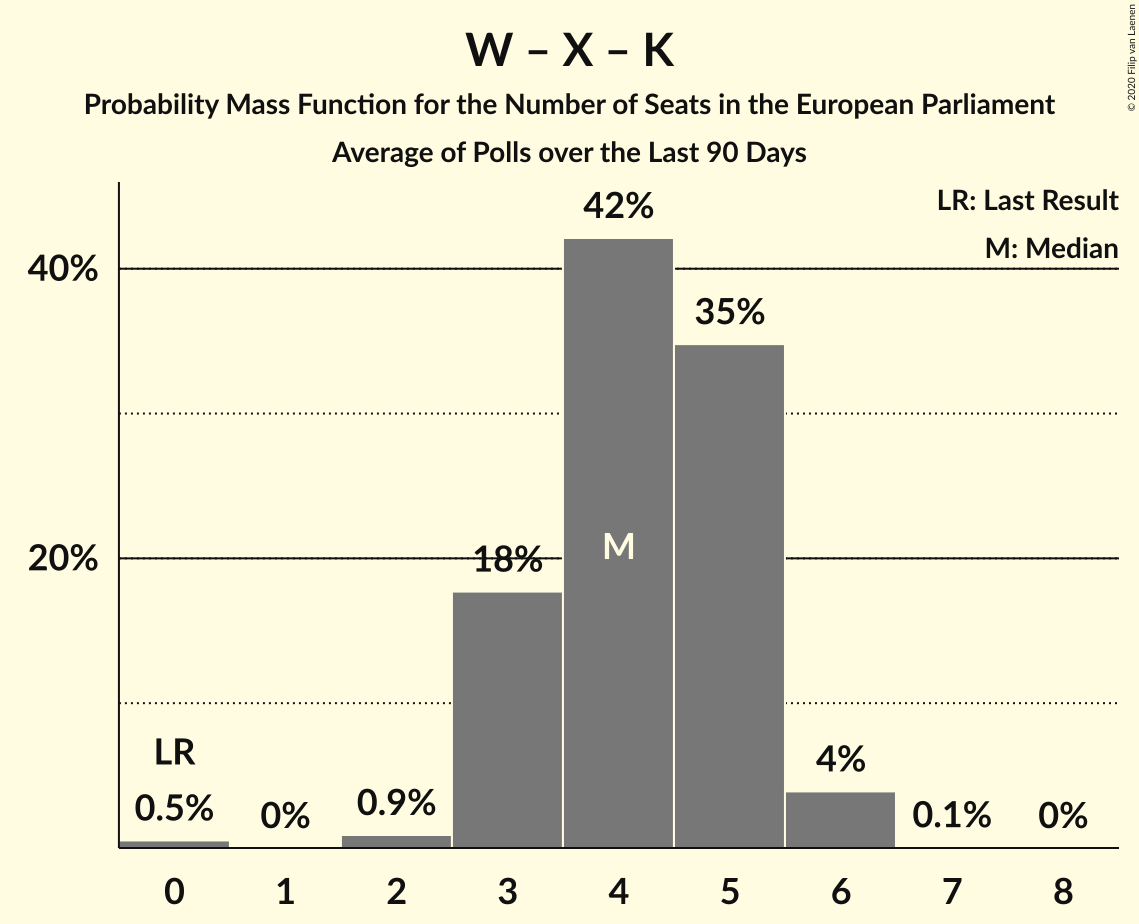 W – X – K
Probability Mass Function for the Number of Seats in the European Parliament
Average of Polls over the Last 90 Days
© 2020 Filip van Laenen
LR: Last Result
M: Median
42%
40%
35%
20%
18%
M
LR
0.5%
0%
0.9%
4%
0.1%
0%
0 1 2 3 4 5 6 7 8